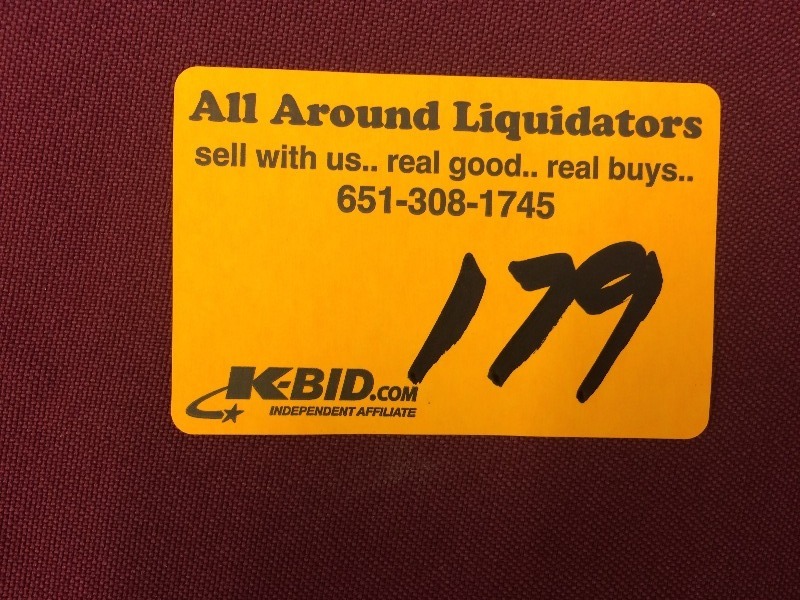 All Around Liquidators
sell with us.. real good.. real buys..
651-308-1745
179
K-BID.COM
INDEPENDENT AFFILIATE